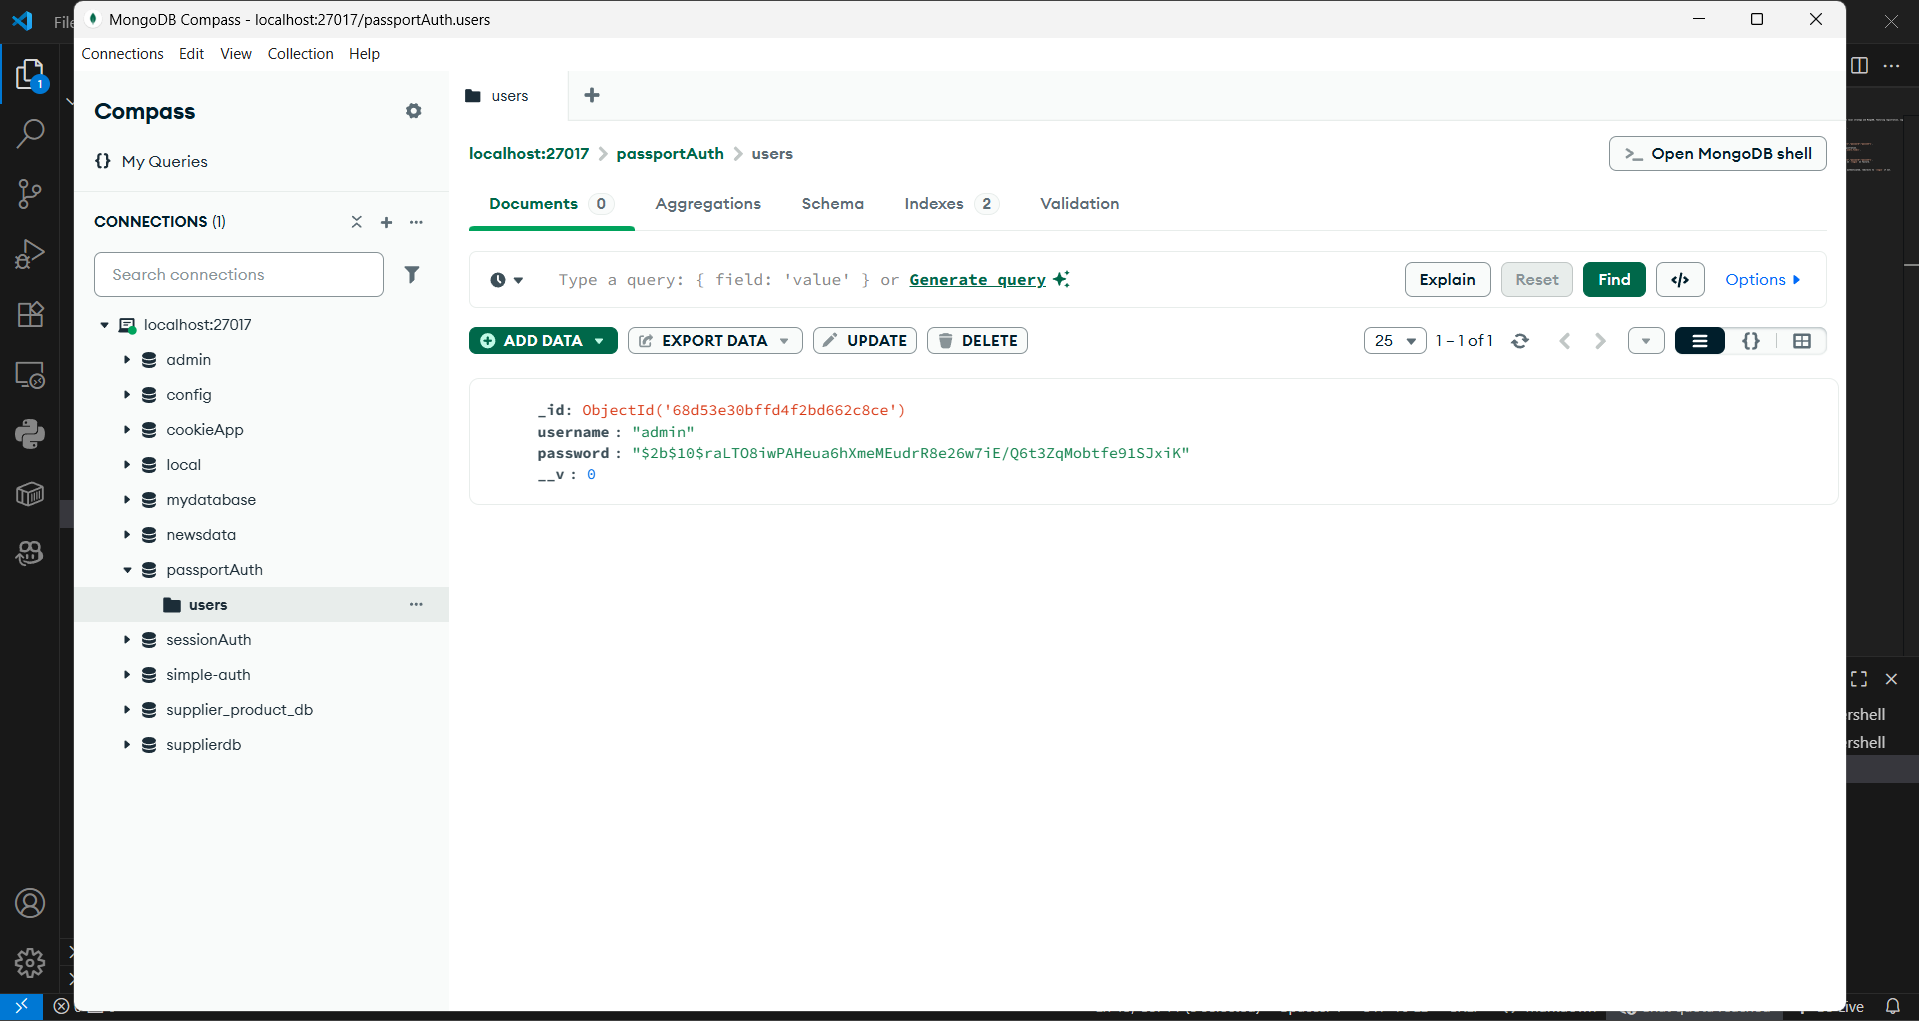 File
MongoDB Compass - localhost:27017/passportAuth.users
Connections Edit View Collection Help
1
Compass
users
{} My Queries
localhost:27017 passportAuth users
>_ Open MongoDB shell
CONNECTIONS (1)
Documents 0 Aggregations Schema Indexes 2 Validation
Search connections
Type a query: { field: 'value' } or Generate query
Explain Reset Find </> Options
localhost:27017
admin
config
cookieApp
local
mydatabase
newsdata
passportAuth
users
sessionAuth
simple-auth
supplier_product_db
supplierdb
ADD DATA EXPORT DATA UPDATE DELETE
25 1 – 1 of 1 {}
_id: ObjectId('68d53e30bffd4f2bd662c8ce')
username : "admin"
password : "$2b$10$raLTO8iwPAHeua6hXmeMEudrR8e26w7iE/Q6t3ZqMobtfe91SJxiK"
__v : 0
rshell
rshell
Live